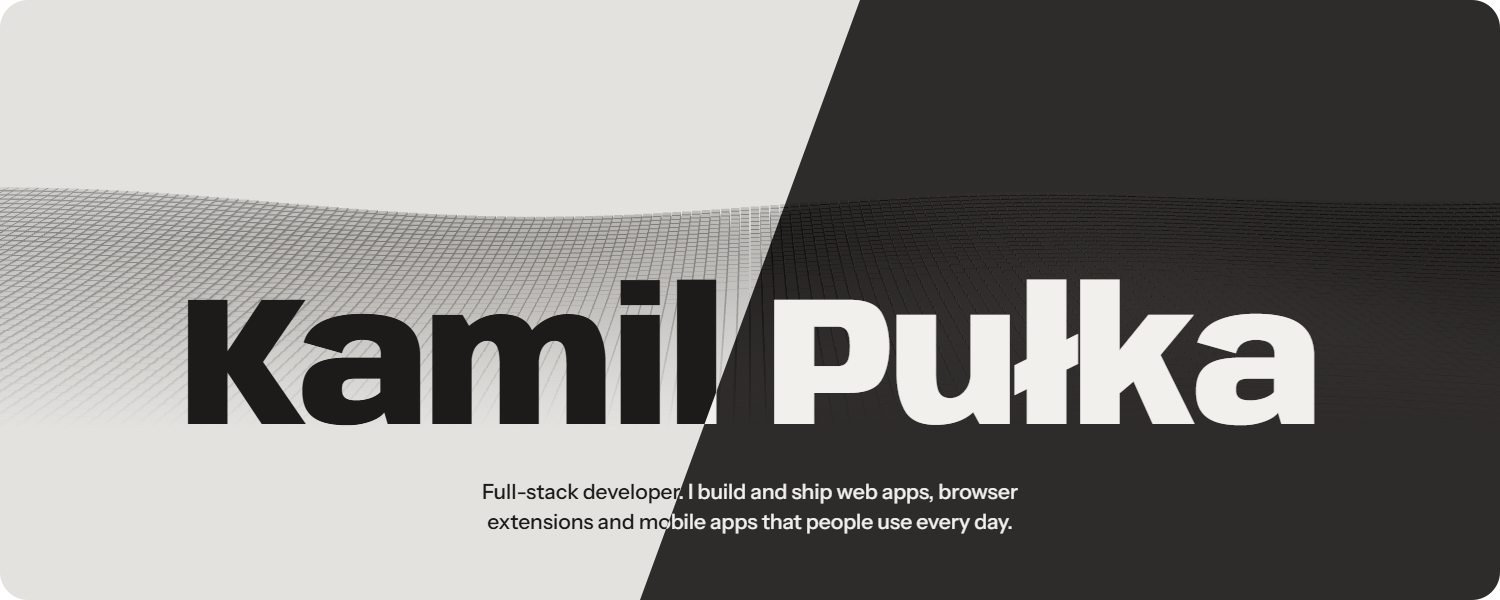 Kamil Pułka
Full-stack developer. I build and ship web apps, browser
extensions and mobile apps that people use every day.